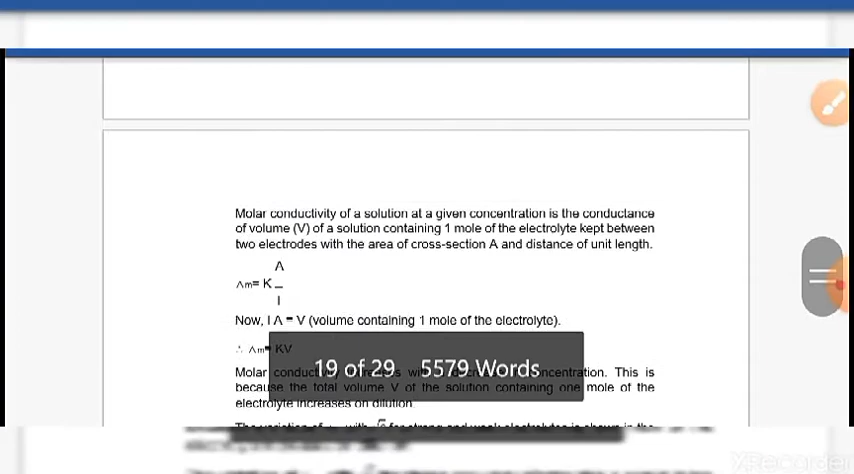 Molar conductivity of a solution at a given concentration is the conductance
of volume (V) of a solution containing 1 mole of the electrolyte kept between
two electrodes with the area of cross-section A and distance of unit length.
Λ
Λm= K _
l
Now, l Λ = V (volume containing 1 mole of the electrolyte).
∴ Λm= KV
19 of 29 5579 Words
Molar This is
because the total volume V of the solution containing one mole of the
electrolyte increases on dilution.
XRecorder